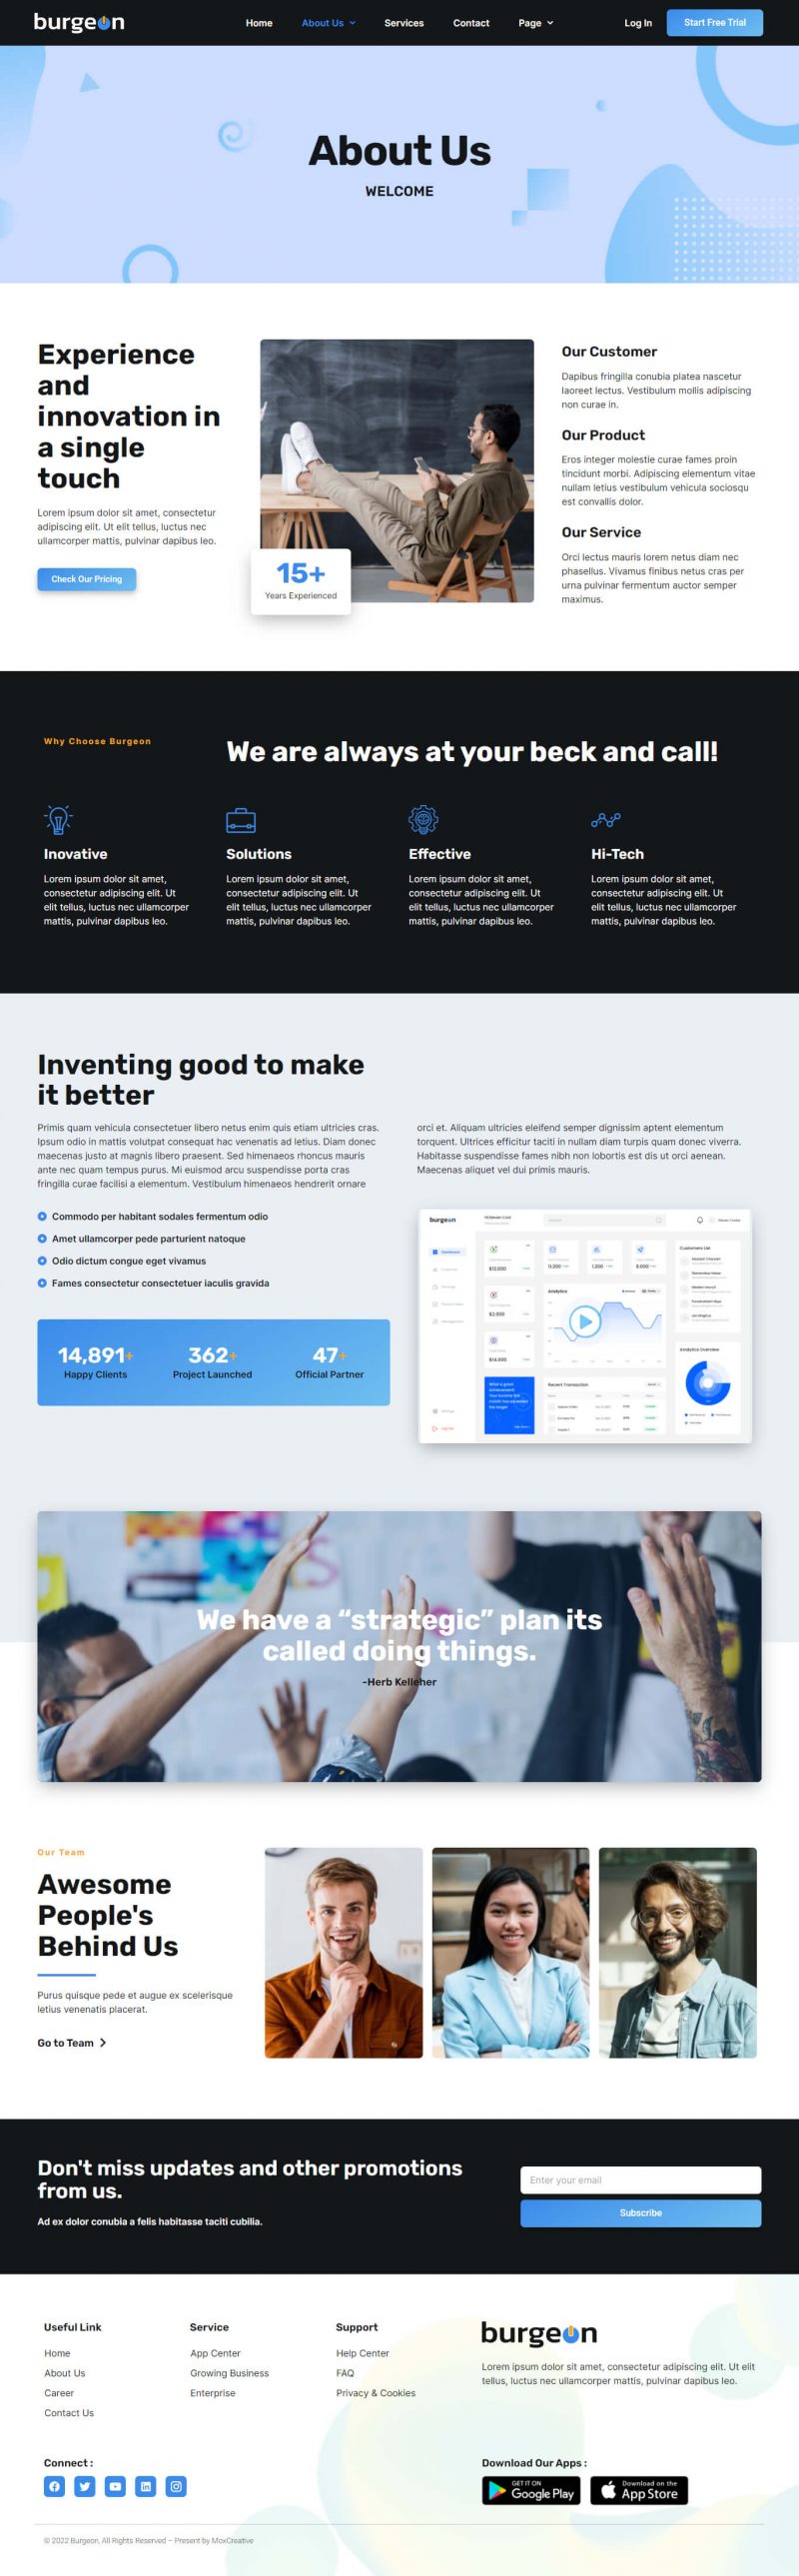 burgeon
Home
About Us
Services
Contact
Page
Log In
Start Free Trial
About Us
WELCOME
Experience
and
innovation in
a single
touch
Lorem ipsum dolor sit amet, consectetur
adipiscing elit. Ut elit tellus, luctus nec
ullamcorper mattis, pulvinar dapibus leo.
Check Our Pricing
15+
Years Experienced
Our Customer
Dapibus fringilla conubia platea nascetur
laoreet lectus. Vestibulum mollis adipiscing
non curae in.
Our Product
Eros integer molestie curae fames proin
tincidunt morbi. Adipiscing elementum vitae
nullam letius vestibulum vehicula sociosqu
est convallis dolor.
Our Service
Orci lectus mauris lorem netus diam nec
phasellus. Vivamus finibus netus cras per
urna pulvinar fermentum auctor semper
maximus.
Why Choose Burgeon
We are always at your beck and call!
Inovative
Lorem ipsum dolor sit amet,
consectetur adipiscing elit. Ut
elit tellus, luctus nec ullamcorper
mattis, pulvinar dapibus leo.
Solutions
Lorem ipsum dolor sit amet,
consectetur adipiscing elit. Ut
elit tellus, luctus nec ullamcorper
mattis, pulvinar dapibus leo.
Effective
Lorem ipsum dolor sit amet,
consectetur adipiscing elit. Ut
elit tellus, luctus nec ullamcorper
mattis, pulvinar dapibus leo.
Hi-Tech
Lorem ipsum dolor sit amet,
consectetur adipiscing elit. Ut
elit tellus, luctus nec ullamcorper
mattis, pulvinar dapibus leo.
Inventing good to make
it better
Primis quam vehicula consectetuer libero netus enim quis etiam ultricies cras.
Ipsum odio in mattis volutpat consequat hac venenatis ad letius. Diam donec
maecenas justo at magnis libero praesent. Sed himenaeos rhoncus mauris
ante nec quam tempus purus. Mi euismod arcu suspendisse porta cras
fringilla curae facilisi a elementum. Vestibulum himenaeos hendrerit ornare
orci et. Aliquam ultricies eleifend semper dignissim aptent elementum
torquent. Ultrices efficitur taciti in nullam diam turpis quam donec viverra.
Habitasse suspendisse fames nibh non lobortis est dis ut orci aenean.
Maecenas aliquet vel dui primis mauris.
Commodo per habitant sodales fermentum odio
Amet ullamcorper pede parturient natoque
Odio dictum congue eget vivamus
Fames consectetur consectetuer iaculis gravida
14,891+
Happy Clients
362+
Project Launched
47+
Official Partner
burgeon
Dashboard
Customers List
Analytics
Analytics Overview
Recent Transaction
We have a “strategic” plan its
called doing things.
-Herb Kelleher
Our Team
Awesome
People's
Behind Us
Purus quisque pede et augue ex scelerisque
letius venenatis placerat.
Go to Team
Don't miss updates and other promotions
from us.
Ad ex dolor conubia a felis habitasse taciti cubilia.
Enter your email
Subscribe
Useful Link
Home
About Us
Career
Contact Us
Service
App Center
Growing Business
Enterprise
Support
Help Center
FAQ
Privacy & Cookies
burgeon
Lorem ipsum dolor sit amet, consectetur adipiscing elit. Ut elit
tellus, luctus nec ullamcorper mattis, pulvinar dapibus leo.
Connect :
Download Our Apps :
GET IT ON
Google Play
Download on the
App Store
© 2022 Burgeon, All Rights Reserved – Present by MoxCreative